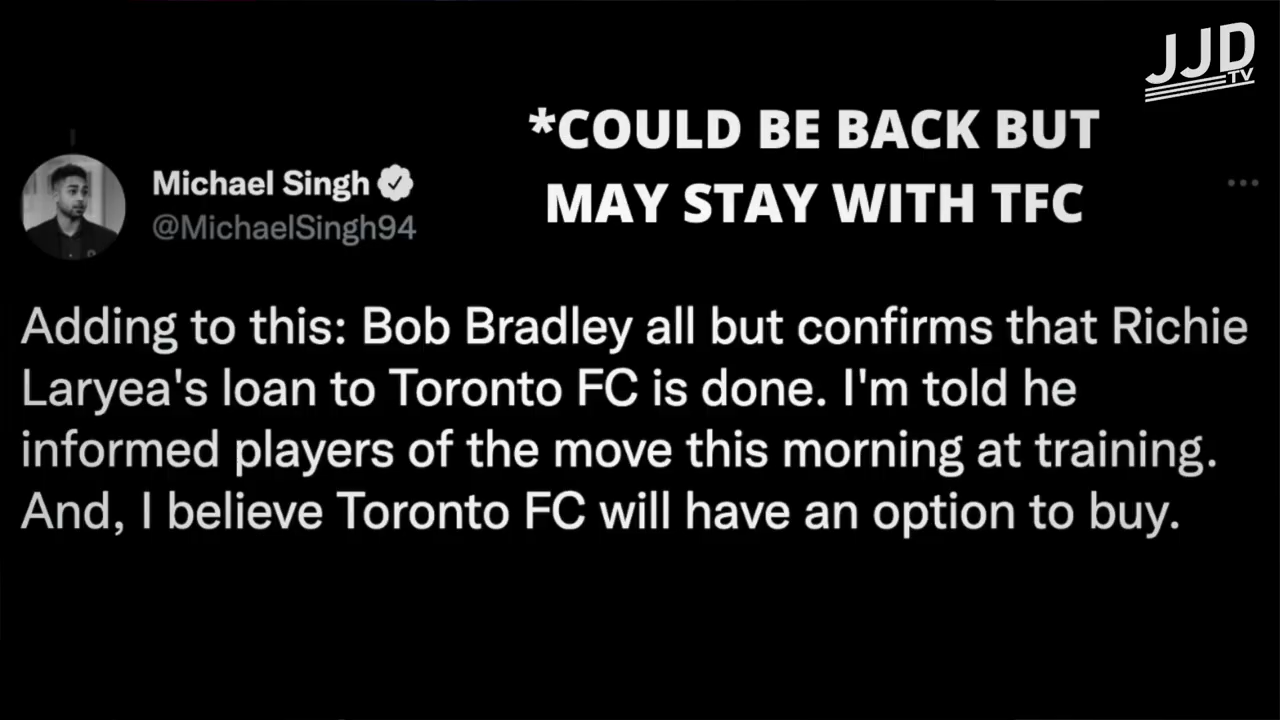 JJD
TV
*COULD BE BACK BUT
MAY STAY WITH TFC
Michael Singh
@MichaelSingh94
Adding to this: Bob Bradley all but confirms that Richie
Laryea's loan to Toronto FC is done. I'm told he
informed players of the move this morning at training.
And, I believe Toronto FC will have an option to buy.